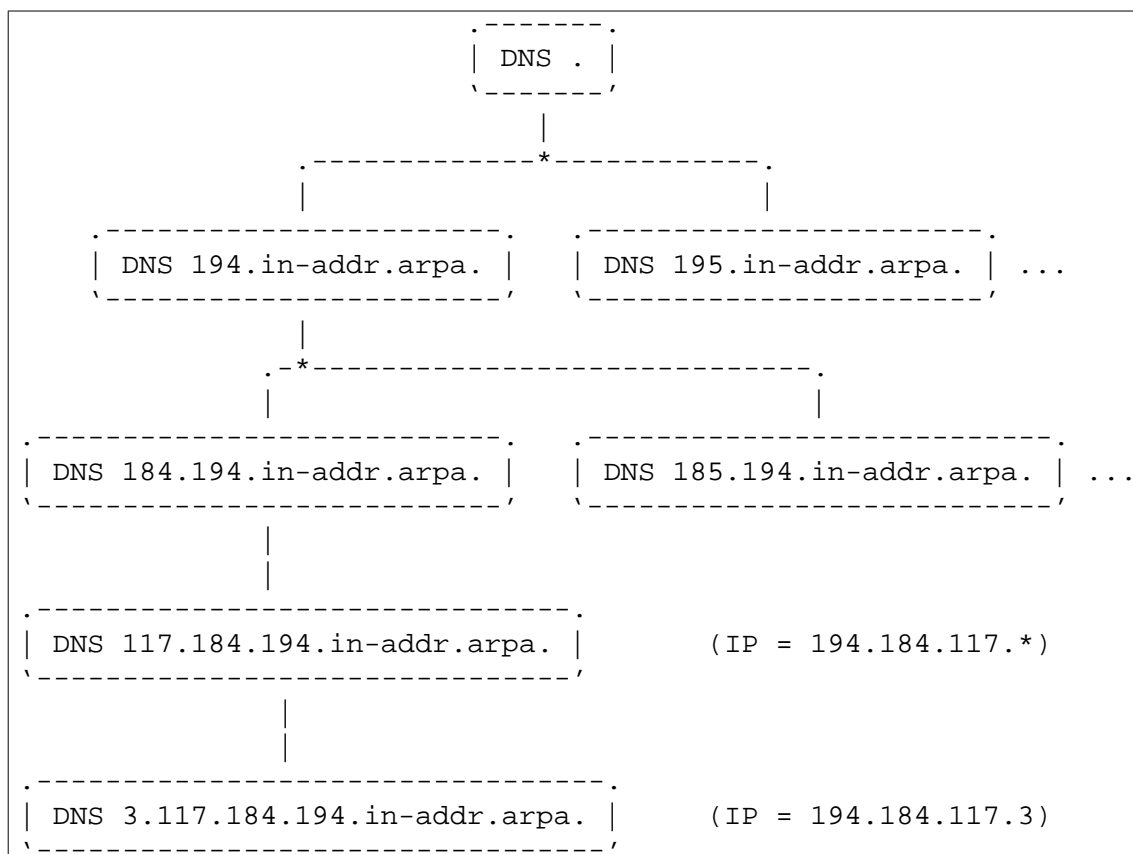 DNS .
DNS 194.in-addr.arpa. DNS 195.in-addr.arpa. ...
DNS 184.194.in-addr.arpa. DNS 185.194.in-addr.arpa. ...
DNS 117.184.194.in-addr.arpa. (IP = 194.184.117.*)
DNS 3.117.184.194.in-addr.arpa. (IP = 194.184.117.3)